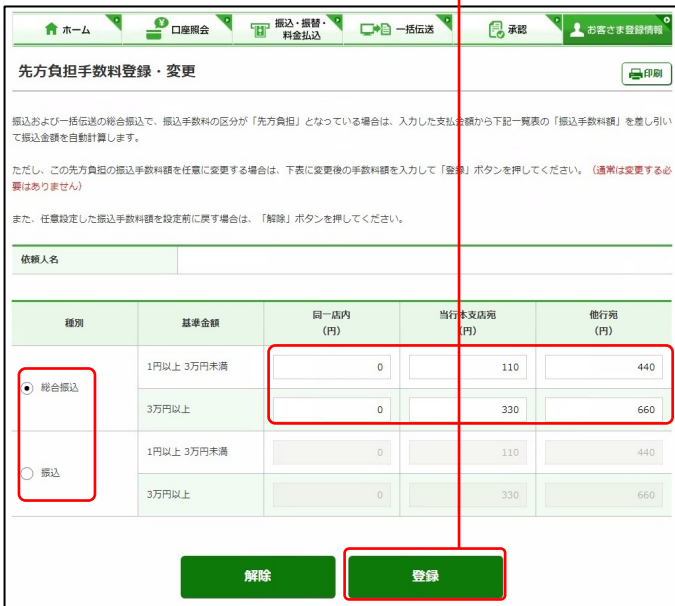 ホーム
口座照会
振込・振替・
料金払込
一括伝送
承認
お客さま登録情報
先方負担手数料登録・変更
印刷
振込および一括伝送の総合振込で、振込手数料の区分が「先方負担」となっている場合は、入力した支払金額から下記一覧表の「振込手数料額」を差し引い
て振込金額を自動計算します。
ただし、この先方負担の振込手数料額を任意に変更する場合は、下表に変更後の手数料額を入力して「登録」ボタンを押してください。（通常は変更する必
要はありません）
また、任意設定した振込手数料額を設定前に戻す場合は、「解除」ボタンを押してください。
依頼人名
種別 基準金額 同一店内 当行本支店宛 他行宛
（円） （円） （円）
総合振込
1円以上 3万円未満 0 110 440
3万円以上 0 330 660
振込
1円以上 3万円未満 0 110 440
3万円以上 0 330 660
解除 登録